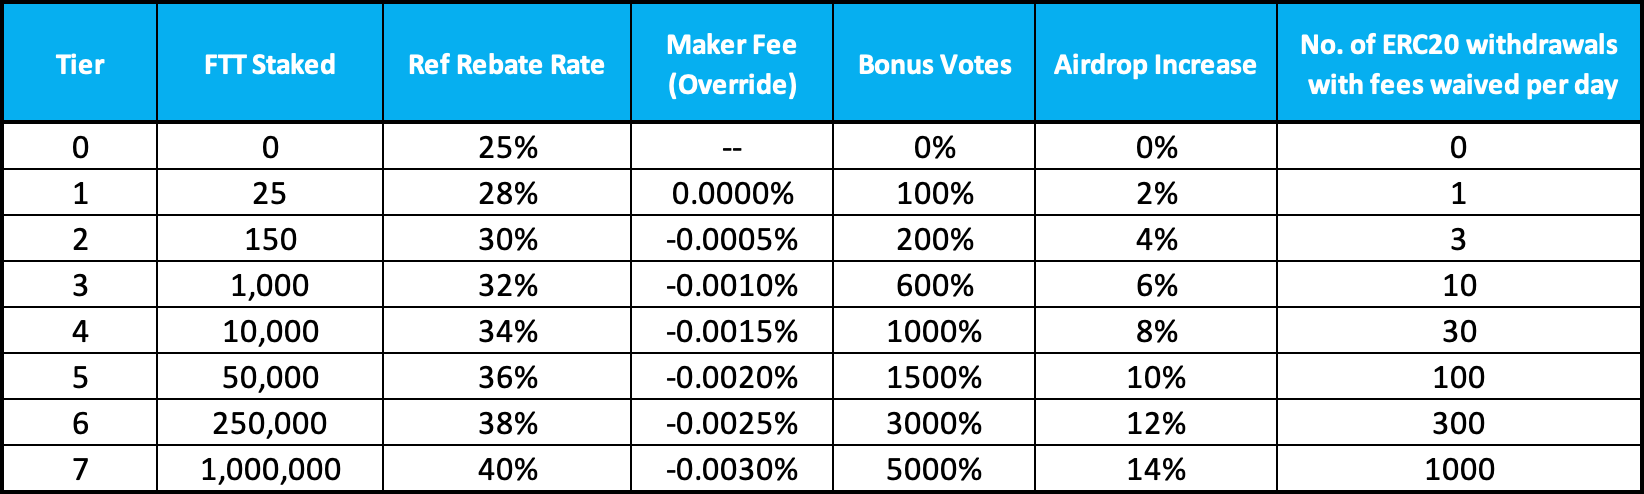 Tier FTT Staked Ref Rebate Rate Maker Fee (Override) Bonus Votes Airdrop Increase No. of ERC20 withdrawals with fees waived per day
0 0 25% -- 0% 0% 0
1 25 28% 0.0000% 100% 2% 1
2 150 30% -0.0005% 200% 4% 3
3 1,000 32% -0.0010% 600% 6% 10
4 10,000 34% -0.0015% 1000% 8% 30
5 50,000 36% -0.0020% 1500% 10% 100
6 250,000 38% -0.0025% 3000% 12% 300
7 1,000,000 40% -0.0030% 5000% 14% 1000